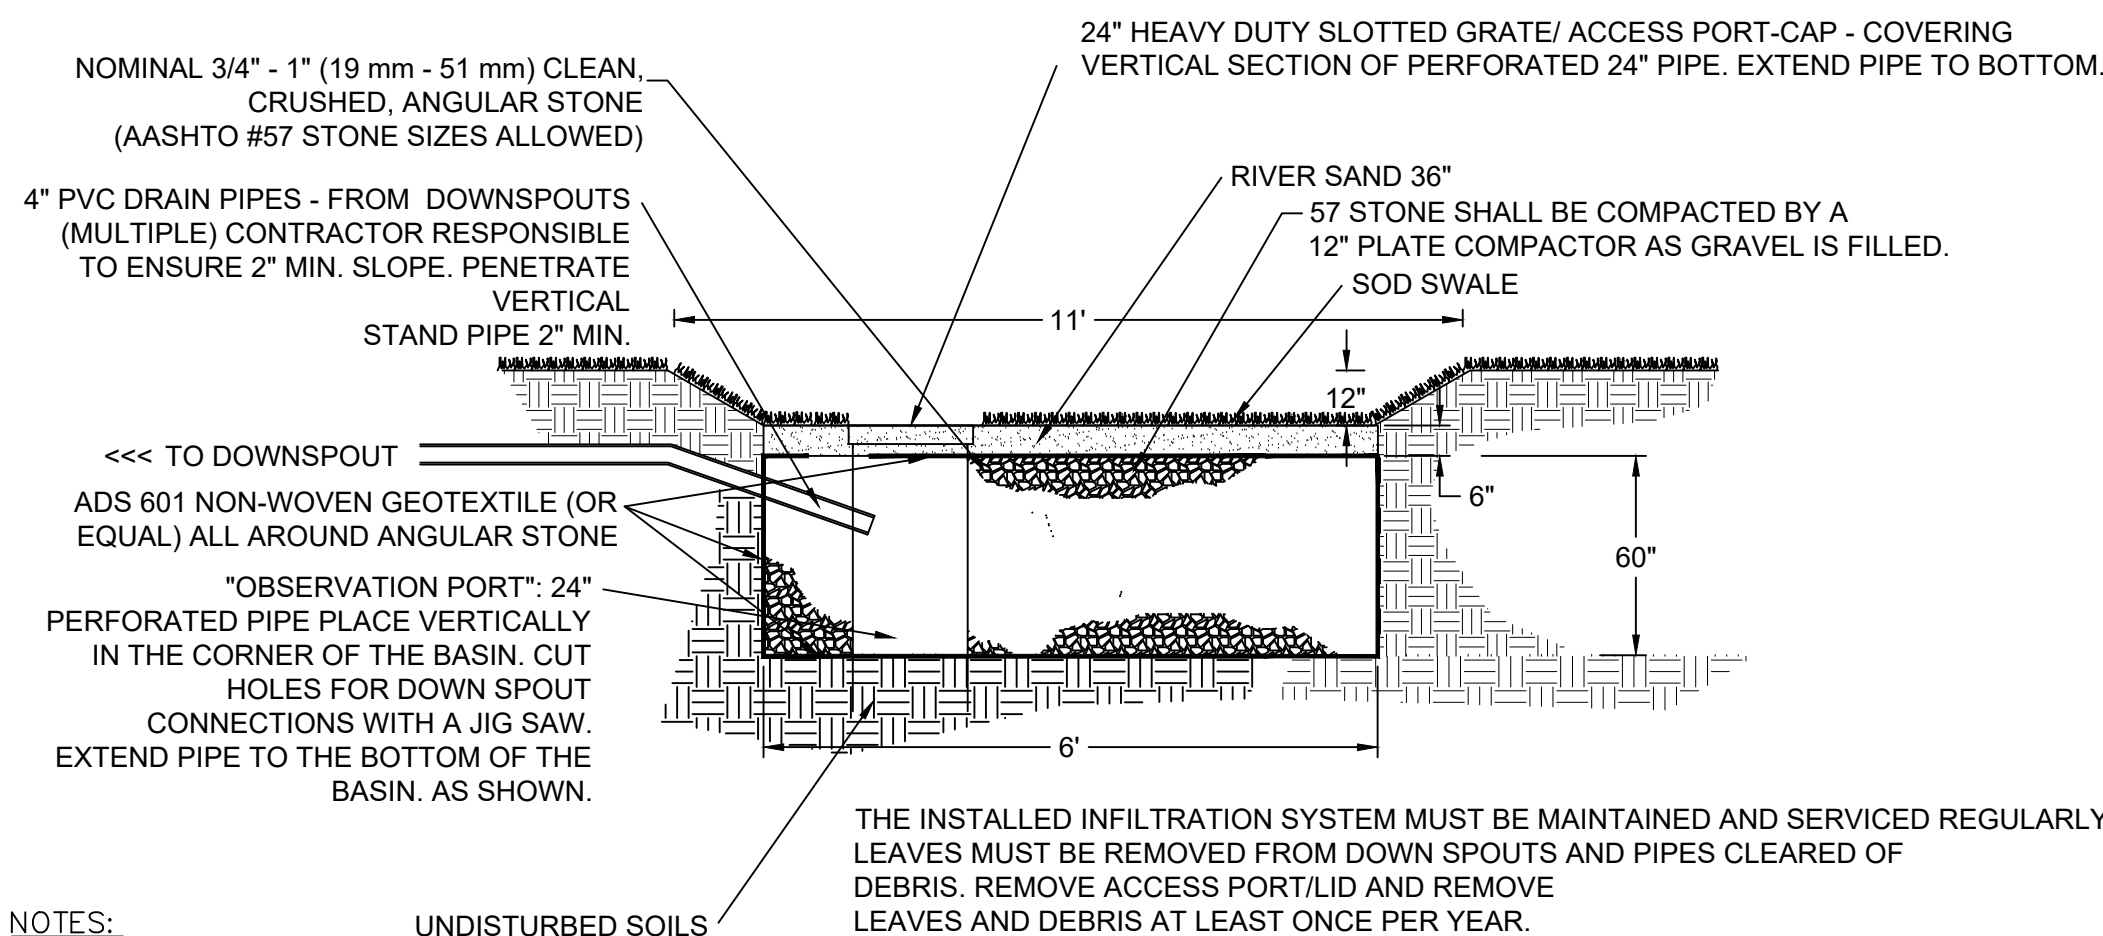 24" HEAVY DUTY SLOTTED GRATE/ ACCESS PORT-CAP - COVERING
VERTICAL SECTION OF PERFORATED 24" PIPE. EXTEND PIPE TO BOTTOM.
NOMINAL 3/4" - 1" (19 mm - 51 mm) CLEAN,
CRUSHED, ANGULAR STONE
(AASHTO #57 STONE SIZES ALLOWED)
RIVER SAND 36"
57 STONE SHALL BE COMPACTED BY A
12" PLATE COMPACTOR AS GRAVEL IS FILLED.
SOD SWALE
4" PVC DRAIN PIPES - FROM DOWNSPOUTS
(MULTIPLE) CONTRACTOR RESPONSIBLE
TO ENSURE 2" MIN. SLOPE. PENETRATE
VERTICAL
STAND PIPE 2" MIN.
11'
12"
<<< TO DOWNSPOUT
ADS 601 NON-WOVEN GEOTEXTILE (OR
EQUAL) ALL AROUND ANGULAR STONE
6"
60"
"OBSERVATION PORT": 24"
PERFORATED PIPE PLACE VERTICALLY
IN THE CORNER OF THE BASIN. CUT
HOLES FOR DOWN SPOUT
CONNECTIONS WITH A JIG SAW.
EXTEND PIPE TO THE BOTTOM OF THE
BASIN. AS SHOWN.
6'
THE INSTALLED INFILTRATION SYSTEM MUST BE MAINTAINED AND SERVICED REGULARLY
LEAVES MUST BE REMOVED FROM DOWN SPOUTS AND PIPES CLEARED OF
DEBRIS. REMOVE ACCESS PORT/LID AND REMOVE
LEAVES AND DEBRIS AT LEAST ONCE PER YEAR.
NOTES:
UNDISTURBED SOILS